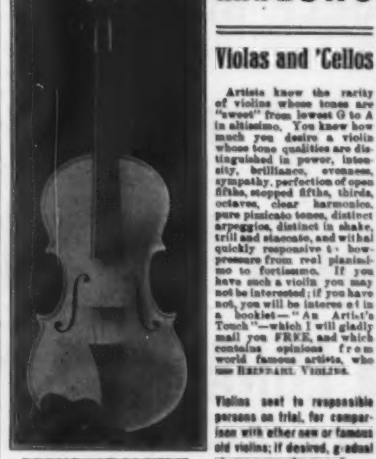 Violas and 'Cellos
Artists know the rarity
of violins whose tones are
"sweet" from lowest G to A
in altissimo. You know how
much you desire a violin
whose tone qualities are dis-
tinguished in power, inten-
sity, brilliance, evenness,
sympathy, perfection of open
fifths, stopped fifths, thirds,
octaves, clear harmonics,
pure pizzicato tones, distinct
arpeggios, distinct in shake,
trill and staccato, and withal
quickly responsive to bow-
pressure from real pianissi-
mo to fortissimo. If you
have such a violin you may
not be interested; if you have
not, you will be interested in
a booklet—"An Artist's
Touch"—which I will gladly
mail you FREE, and which
contains opinions from
world famous artists, who
use REINDAHL VIOLINS.
Violins sent to responsible
persons on trial, for compar-
ison with other new or famous
old violins; if desired, gradual